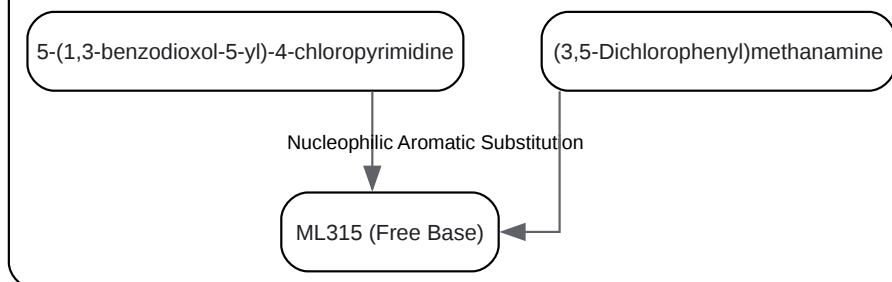 5-(1,3-benzodioxol-5-yl)-4-chloropyrimidine
(3,5-Dichlorophenyl)methanamine
Nucleophilic Aromatic Substitution
ML315 (Free Base)